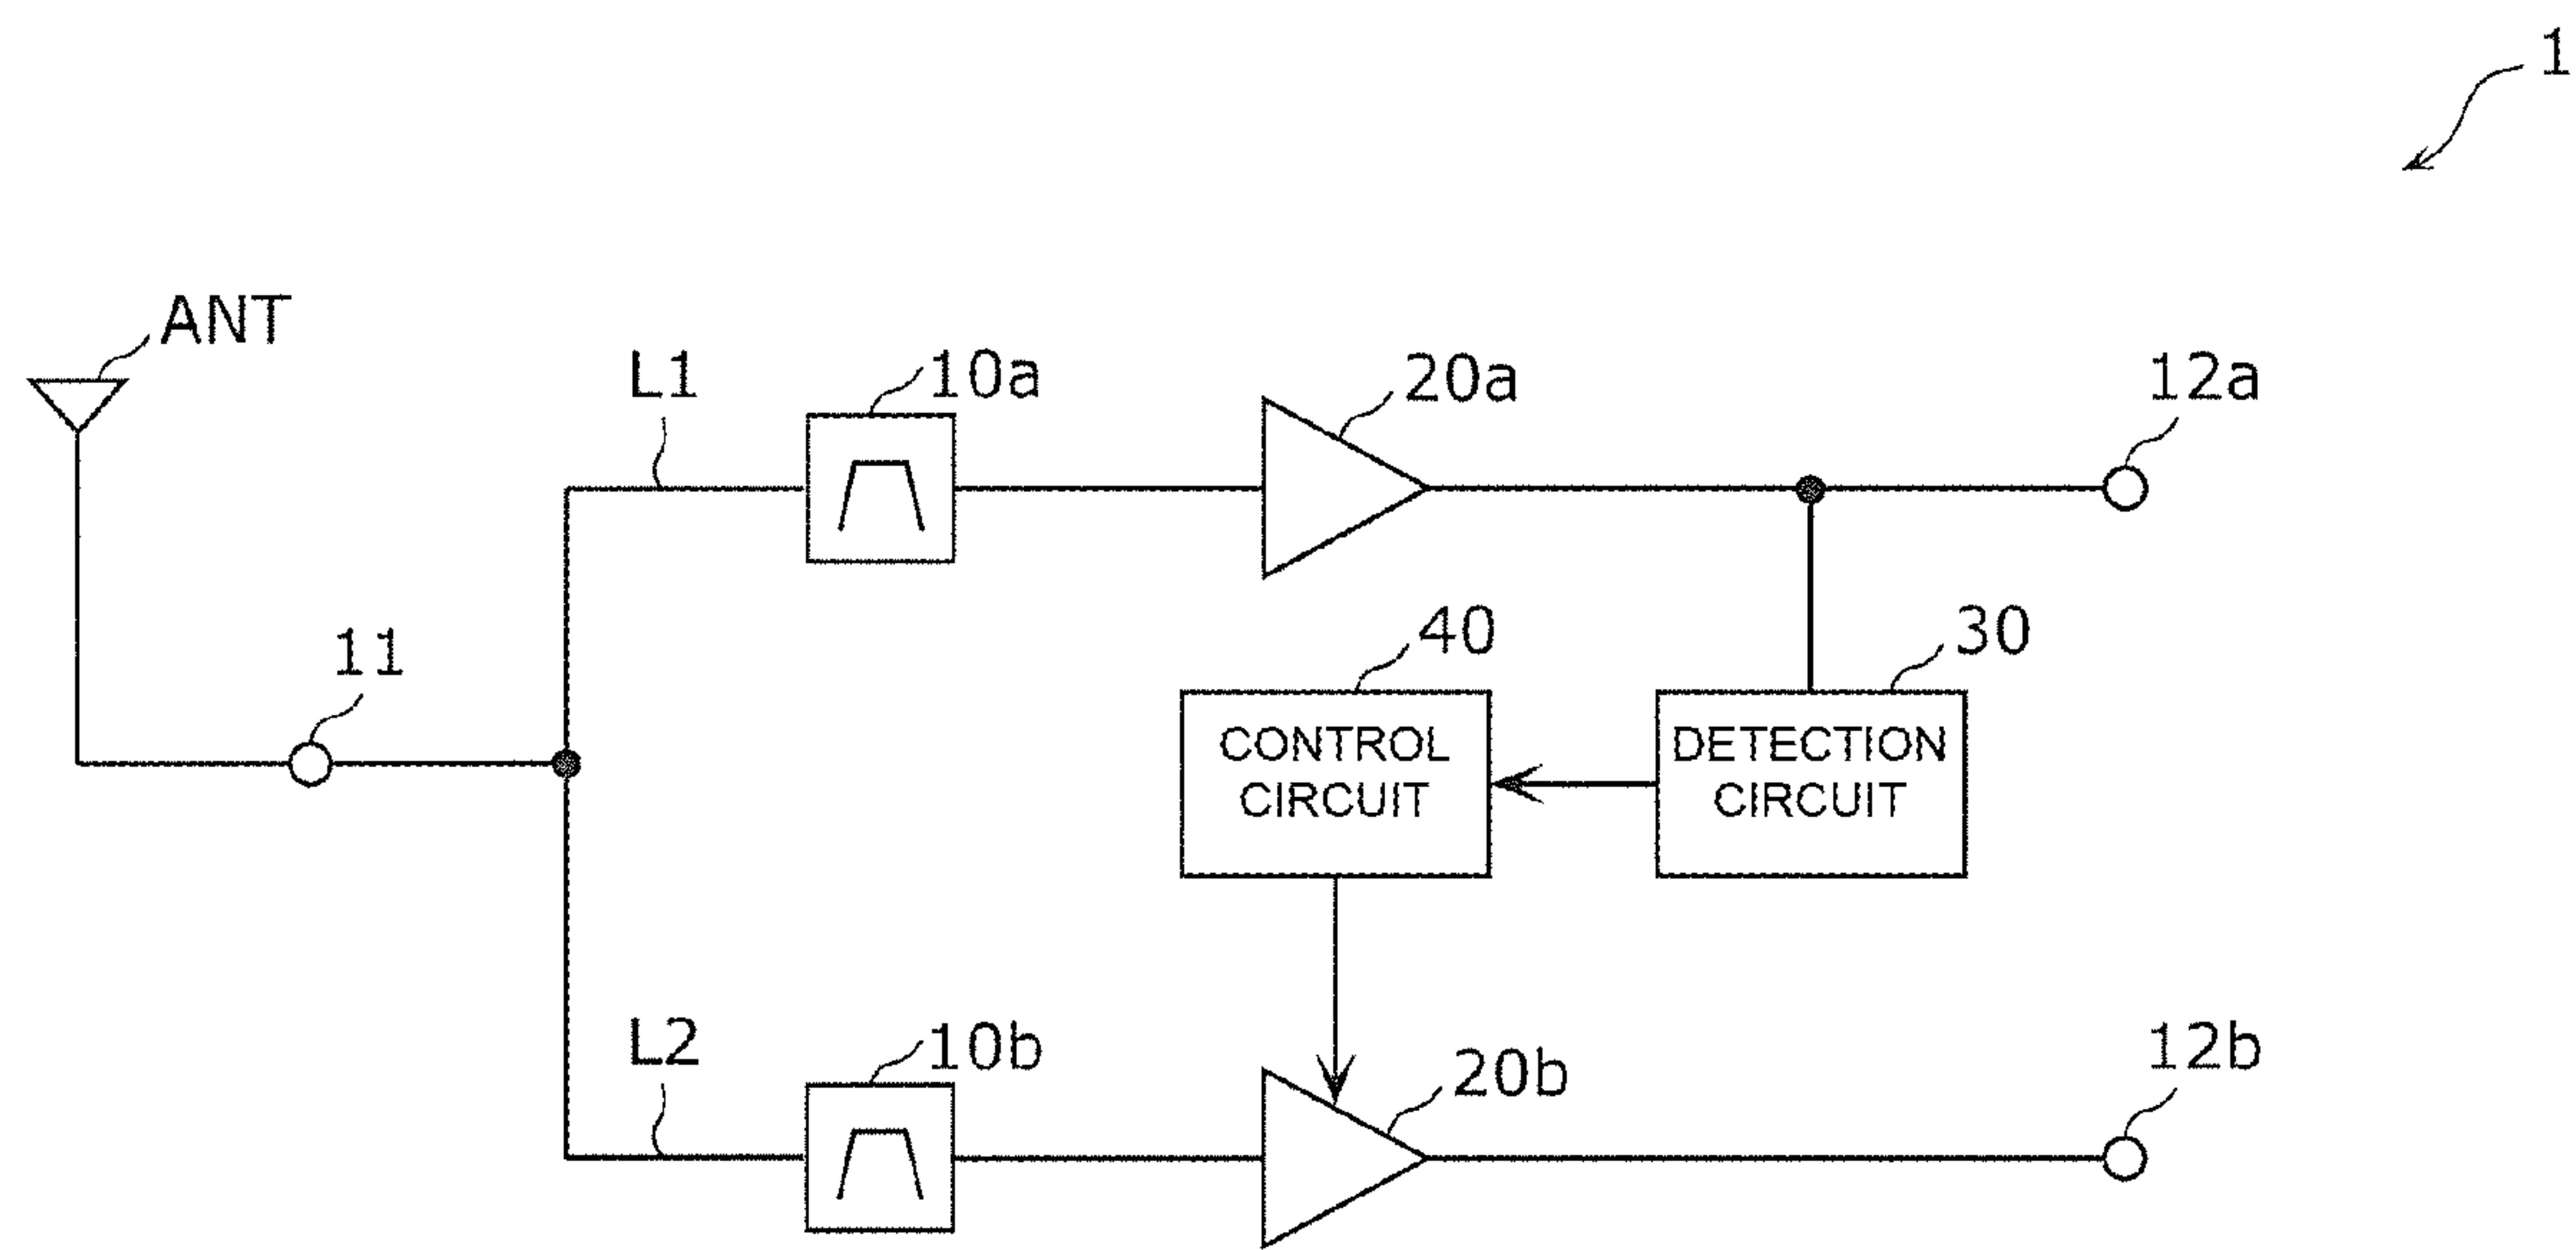 1
ANT
L1
10a
20a
12a
11
40
30
CONTROL
CIRCUIT
DETECTION
CIRCUIT
L2
10b
20b
12b